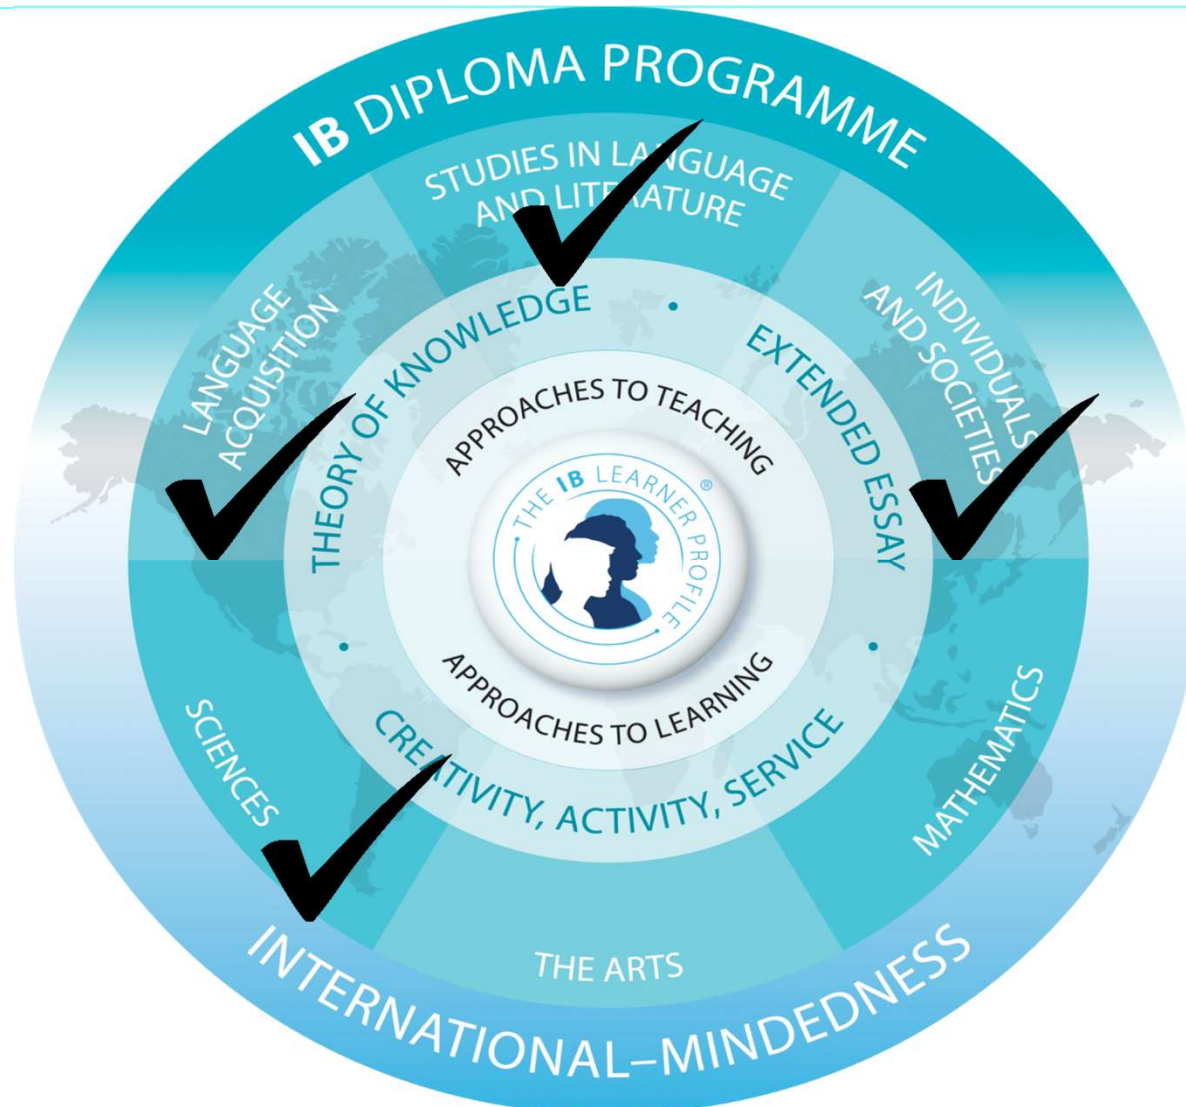 IB DIPLOMA PROGRAMME
STUDIES IN LANGUAGE
AND LITERATURE
LANGUAGE
ACQUISITION
INDIVIDUALS
AND SOCIETIES
THEORY OF KNOWLEDGE
EXTENDED ESSAY
APPROACHES TO TEACHING
THE IB LEARNER PROFILE ®
APPROACHES TO LEARNING
CREATIVITY, ACTIVITY, SERVICE
SCIENCES
MATHEMATICS
THE ARTS
INTERNATIONAL–MINDEDNESS